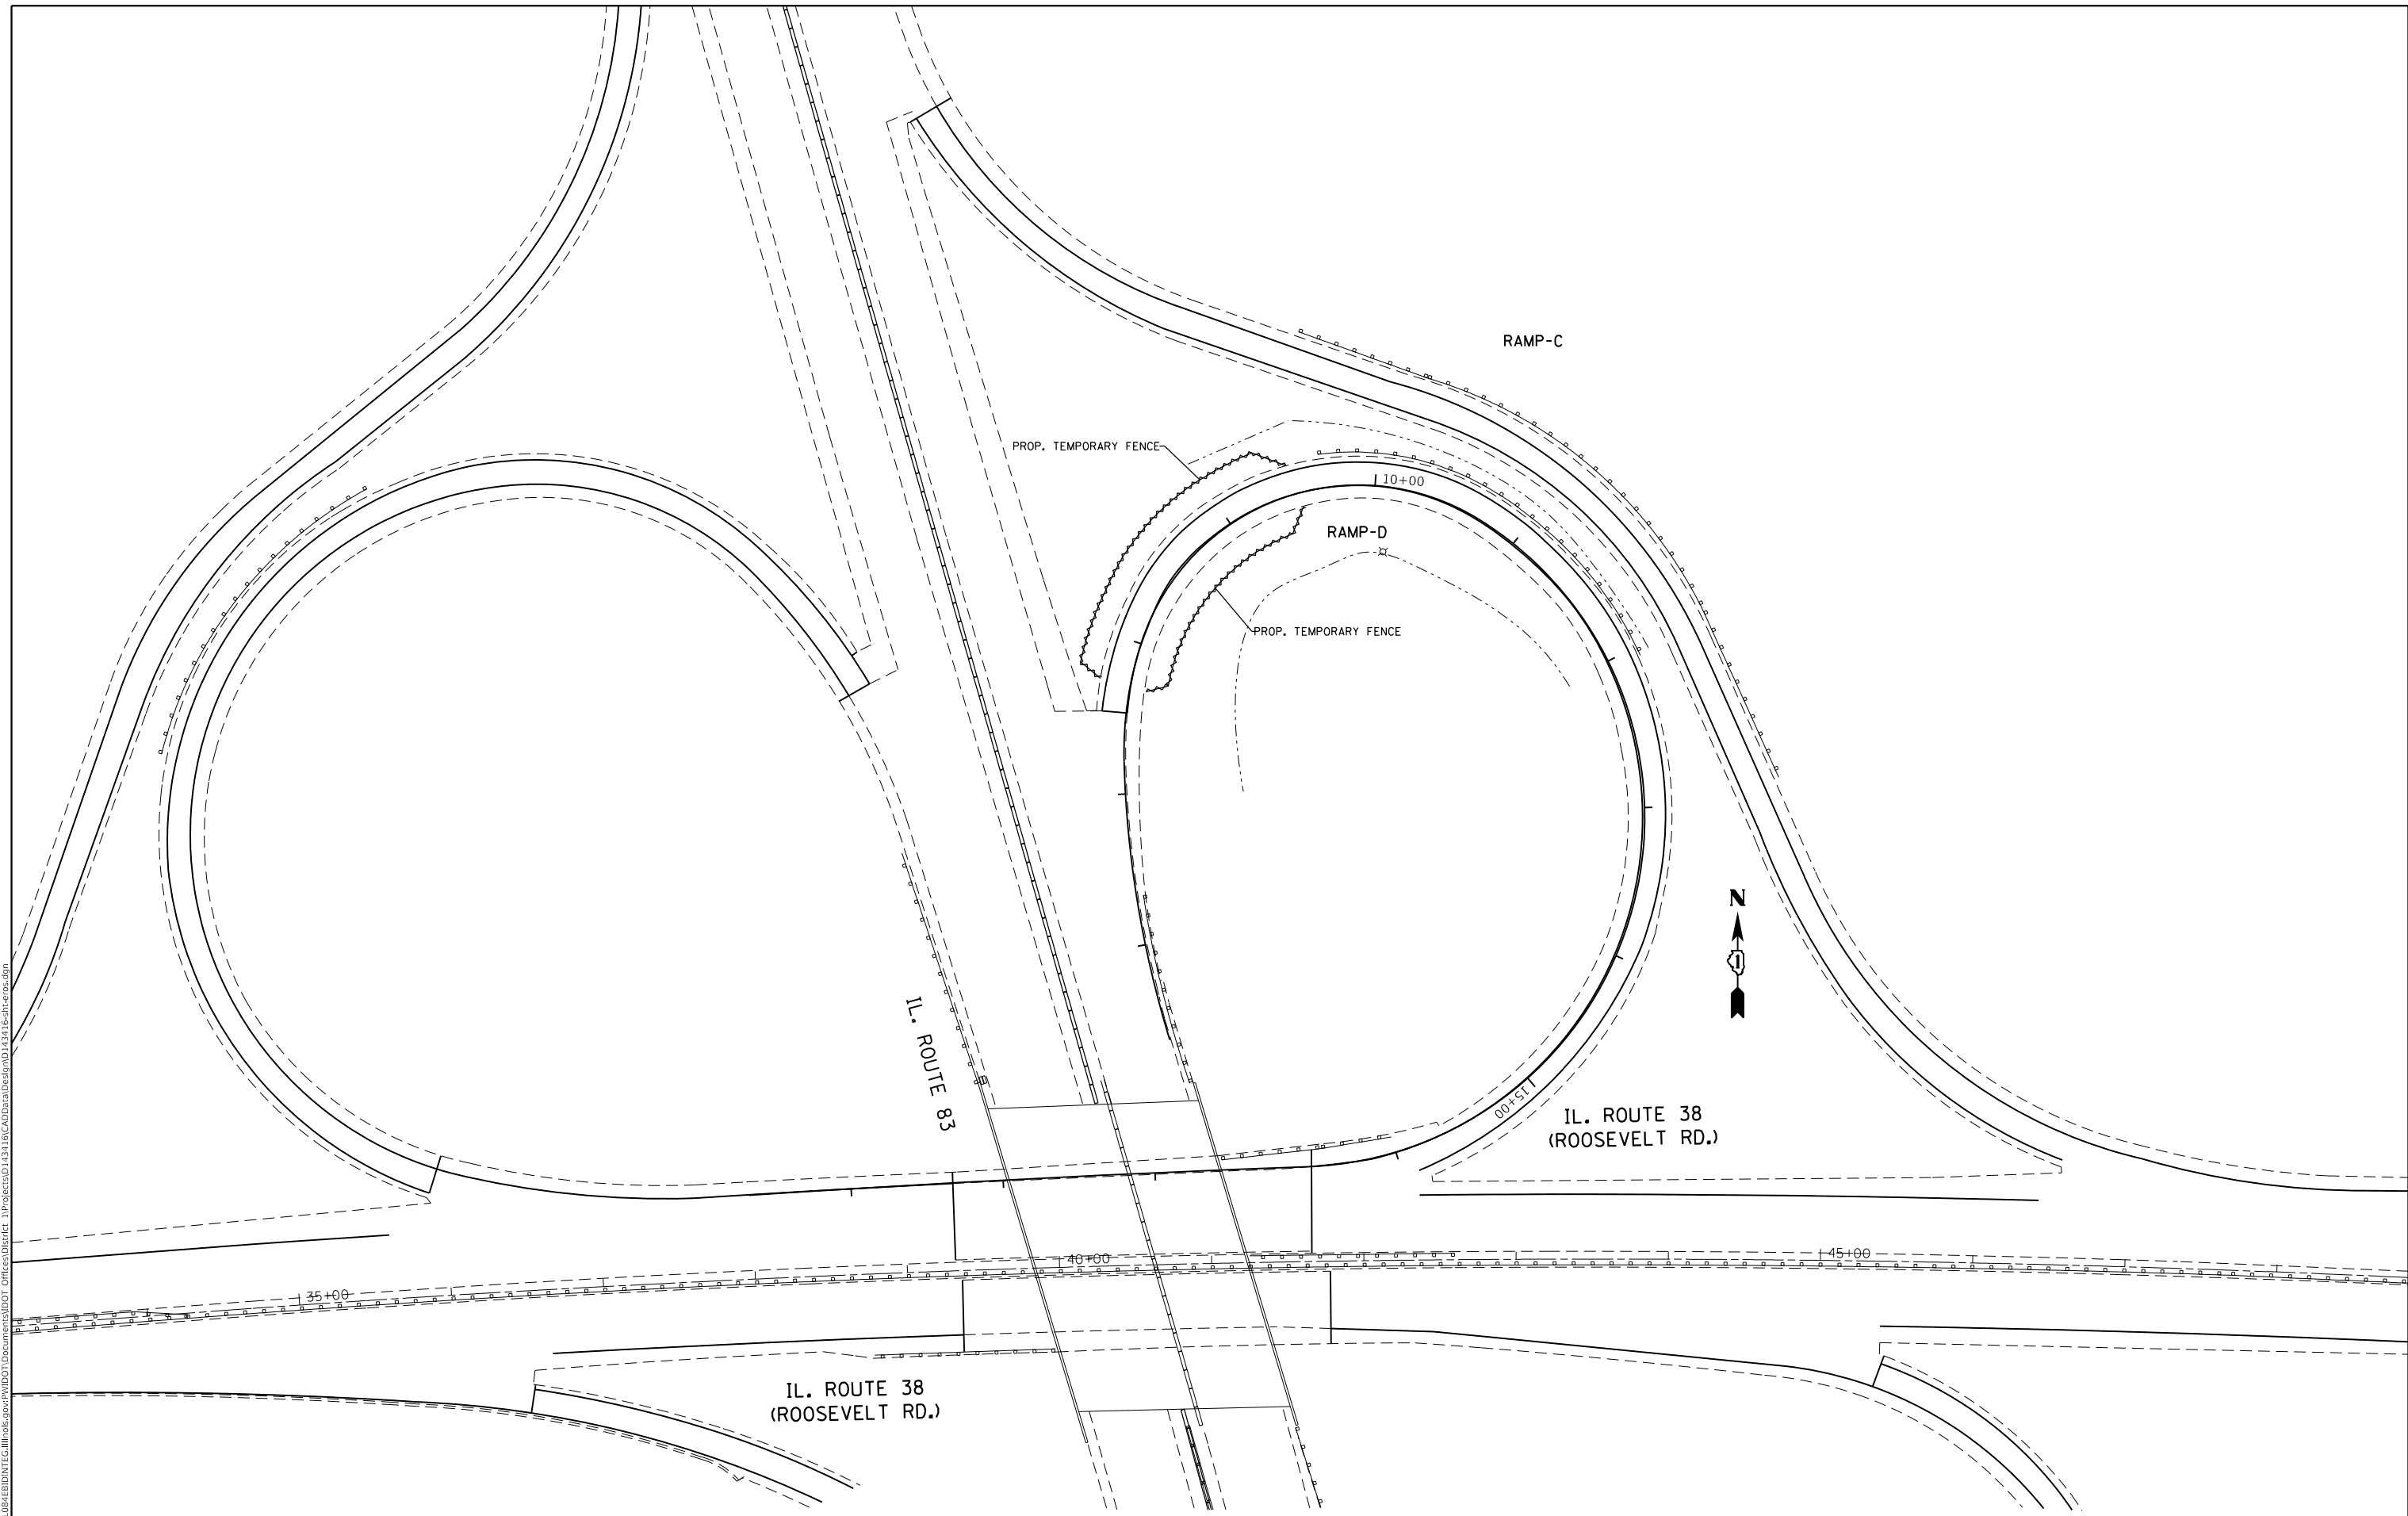 RAMP-C
PROP. TEMPORARY FENCE
10+00
RAMP-D
PROP. TEMPORARY FENCE
N
1
IL. ROUTE 83
15+00
IL. ROUTE 38
(ROOSEVELT RD.)
40+00
45+00
35+00
IL. ROUTE 38
(ROOSEVELT RD.)